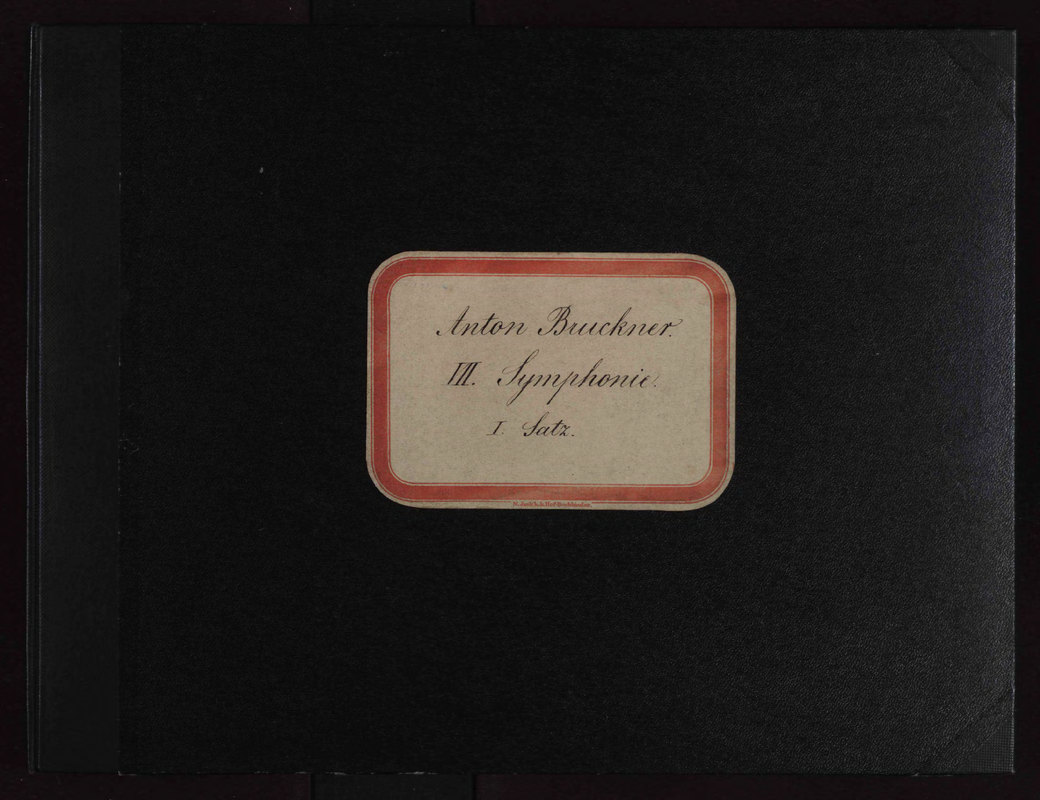 Anton Bruckner.
III. Symphonie.
I. Satz.